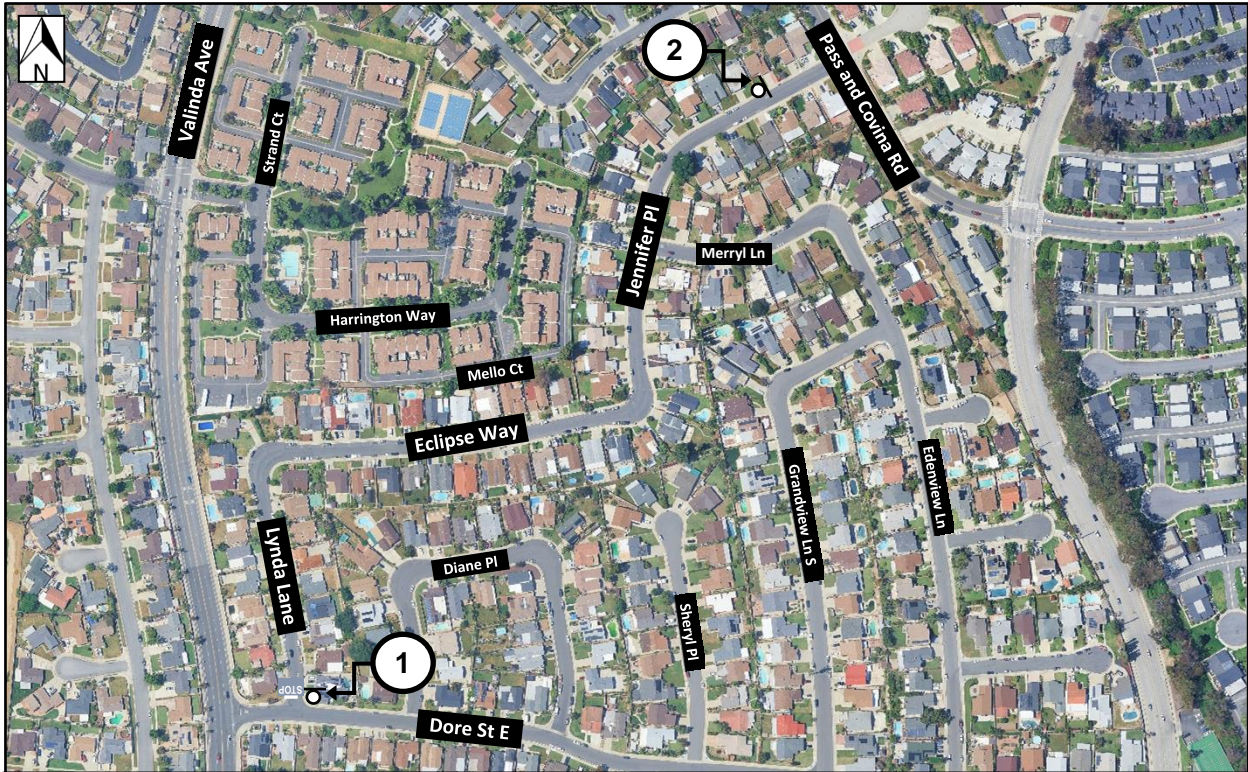 N
Valinda Ave
Strand Ct
2
Pass and Covina Rd
Jennifer Pl
Merryl Ln
Harrington Way
Mello Ct
Eclipse Way
Grandview Ln S
Edenview Ln
Lynda Lane
Diane Pl
Sheryl Pl
1
STOP
Dore St E